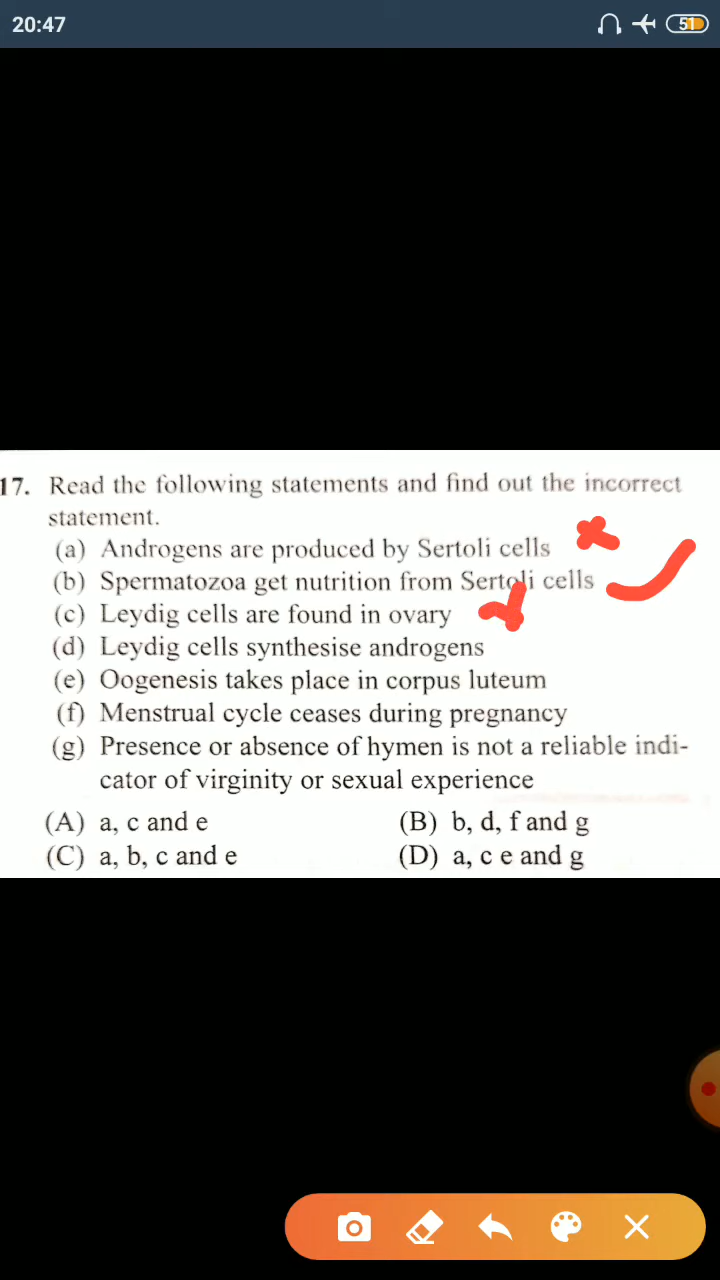 20:47
51
17. Read the following statements and find out the incorrect
statement.
(a) Androgens are produced by Sertoli cells
(b) Spermatozoa get nutrition from Sertoli cells
(c) Leydig cells are found in ovary
(d) Leydig cells synthesise androgens
(e) Oogenesis takes place in corpus luteum
(f) Menstrual cycle ceases during pregnancy
(g) Presence or absence of hymen is not a reliable indi-
cator of virginity or sexual experience
(A) a, c and e (B) b, d, f and g
(C) a, b, c and e (D) a, c e and g